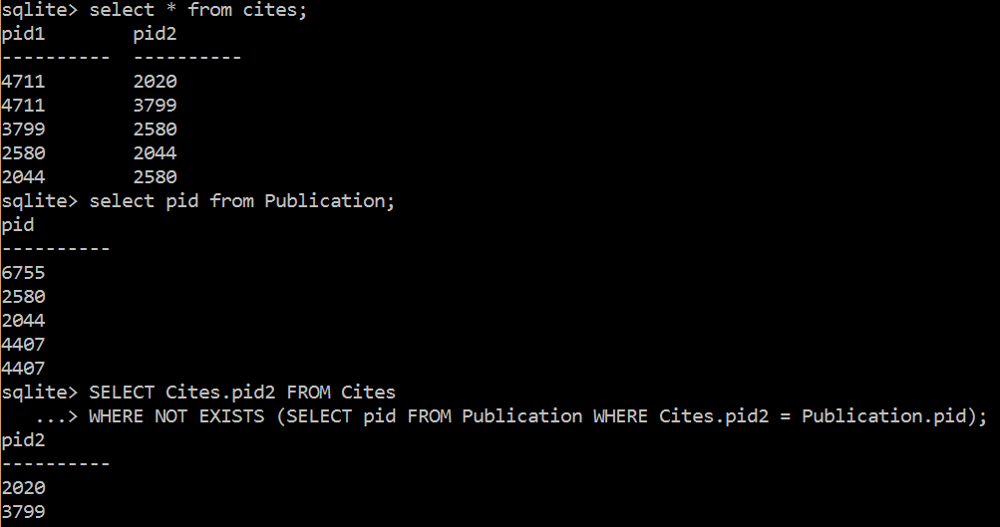 sqlite> select * from cites;
pid1        pid2
----------  ----------
4711        2020
4711        3799
3799        2580
2580        2044
2044        2580
sqlite> select pid from Publication;
pid
----------
6755
2580
2044
4407
4407
sqlite> SELECT Cites.pid2 FROM Cites
   ...> WHERE NOT EXISTS (SELECT pid FROM Publication WHERE Cites.pid2 = Publication.pid);
pid2
----------
2020
3799